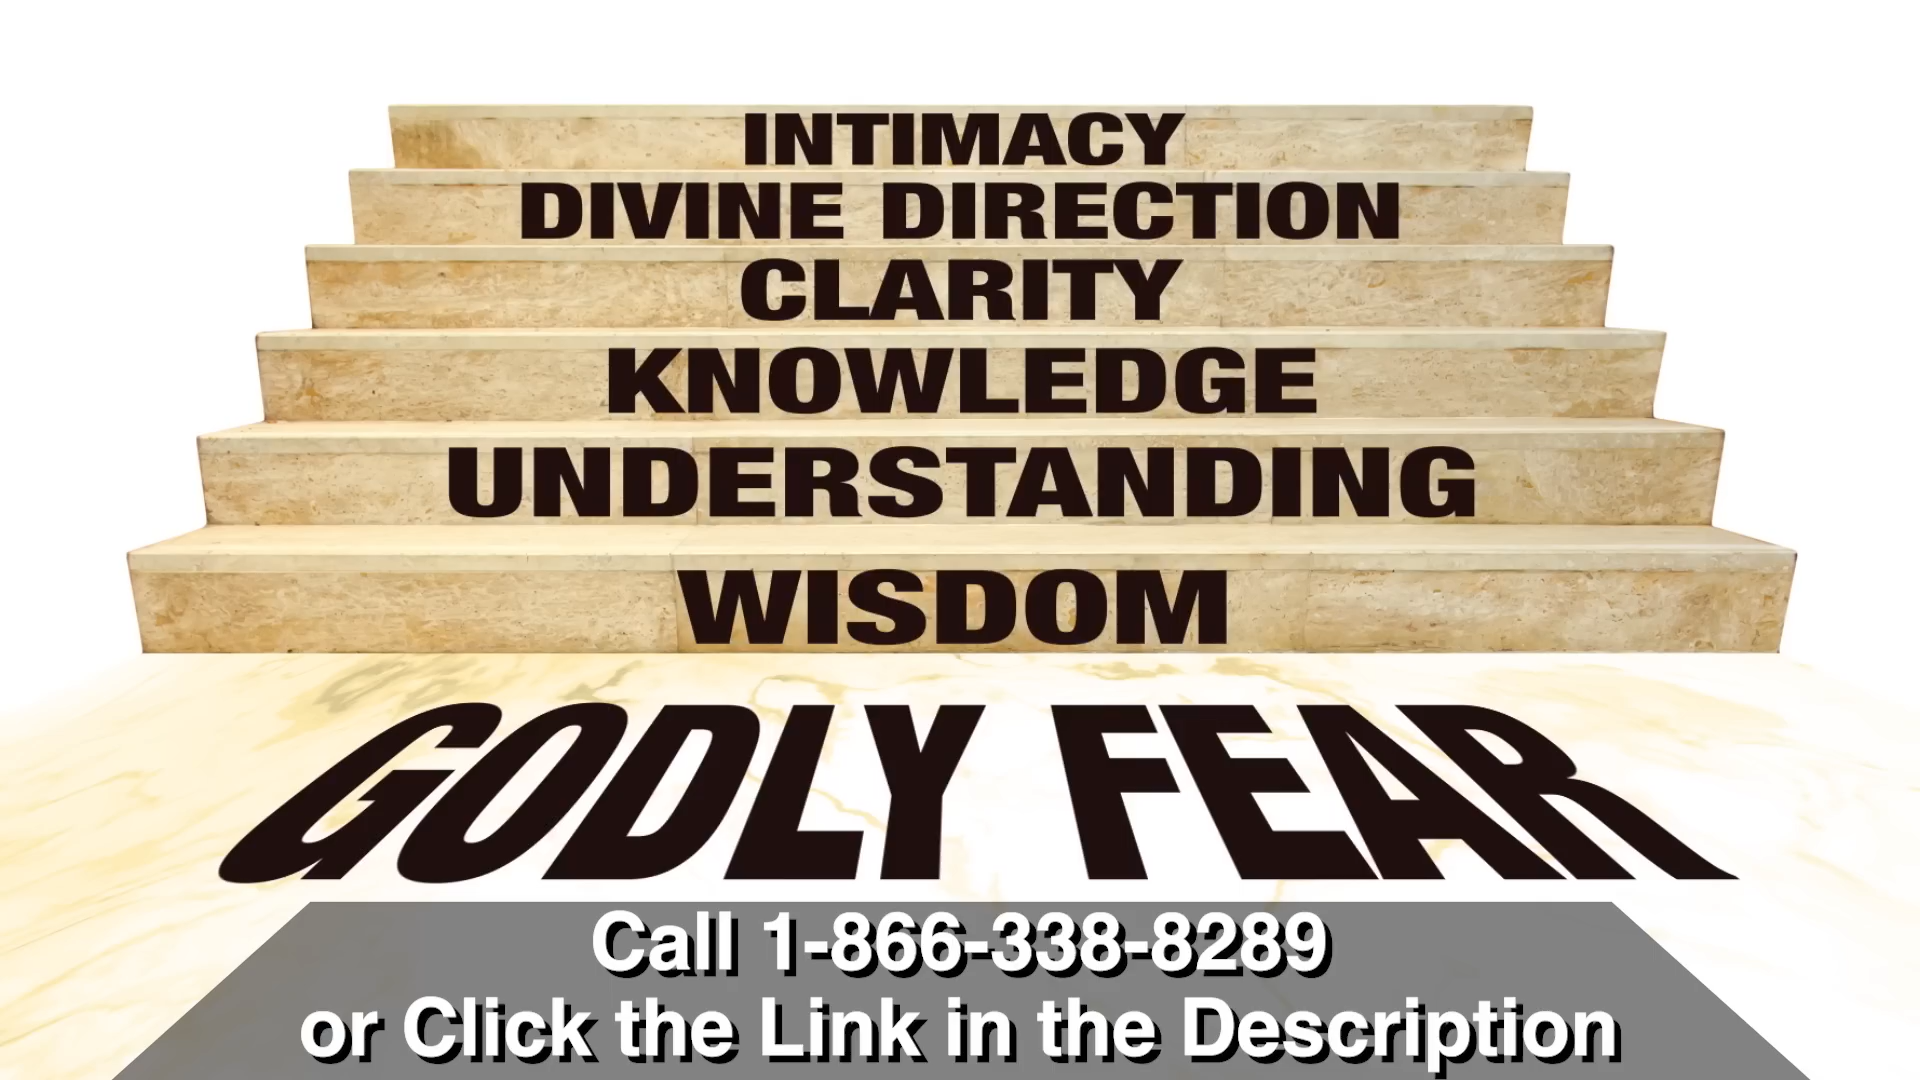 INTIMACY
DIVINE DIRECTION
CLARITY
KNOWLEDGE
UNDERSTANDING
WISDOM
GODLY FEAR
Call 1-866-338-8289
or Click the Link in the Description